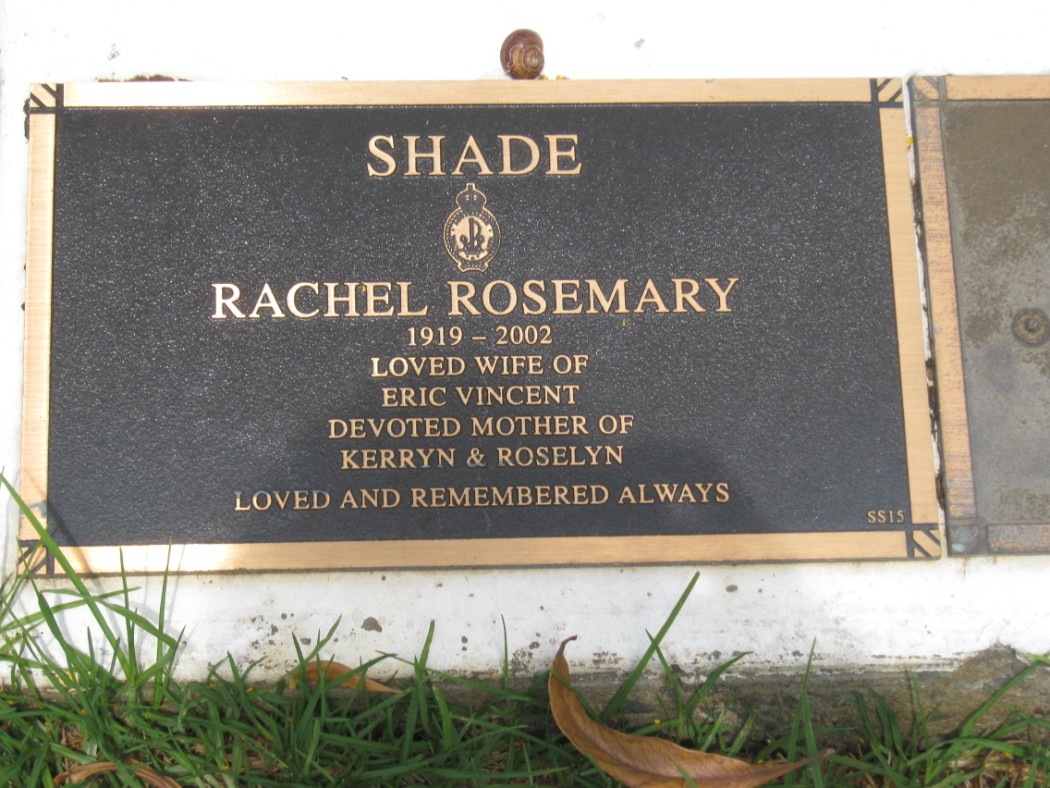 SHADE
RACHEL ROSEMARY
1919 – 2002
LOVED WIFE OF
ERIC VINCENT
DEVOTED MOTHER OF
KERRYN & ROSELYN
LOVED AND REMEMBERED ALWAYS
SS15